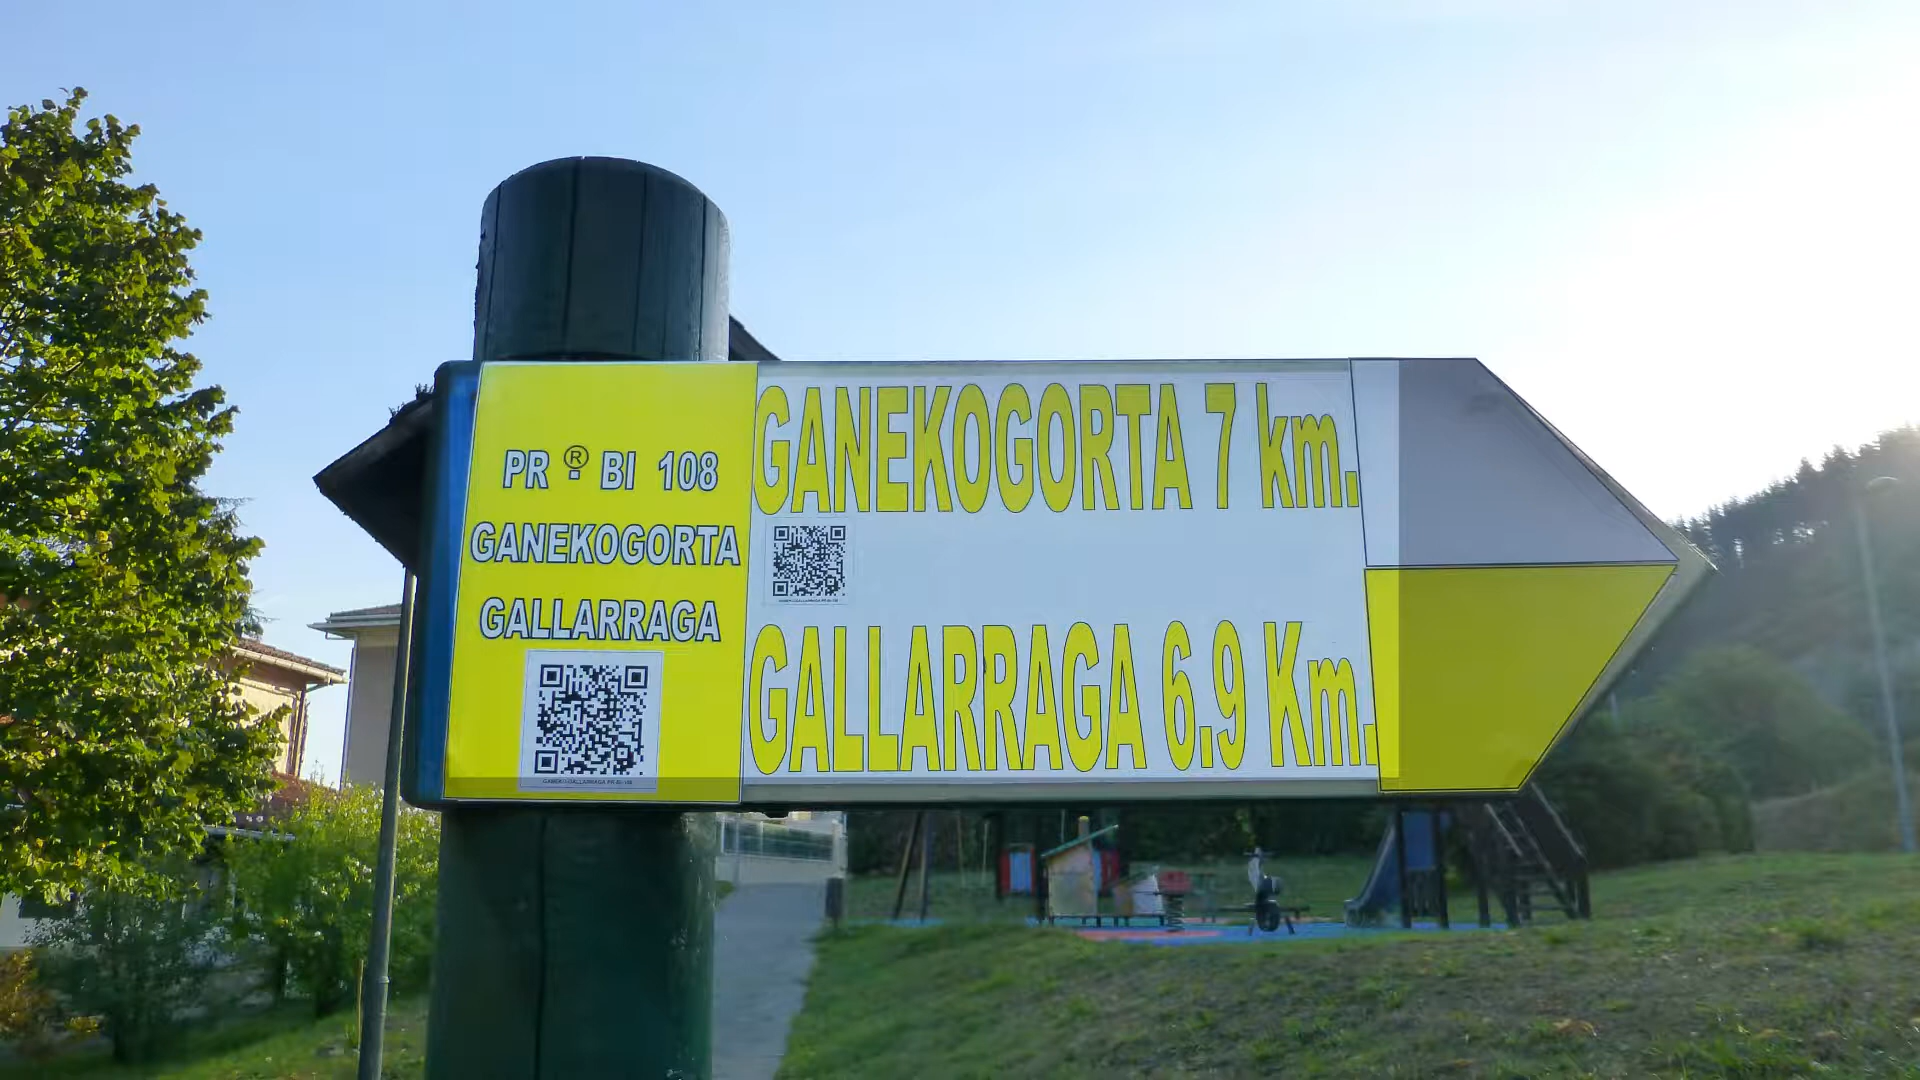 PR ® BI 108
GANEKOGORTA
GALLARRAGA
GANEKOGORTA 7 km.
GALLARRAGA 6.9 Km.